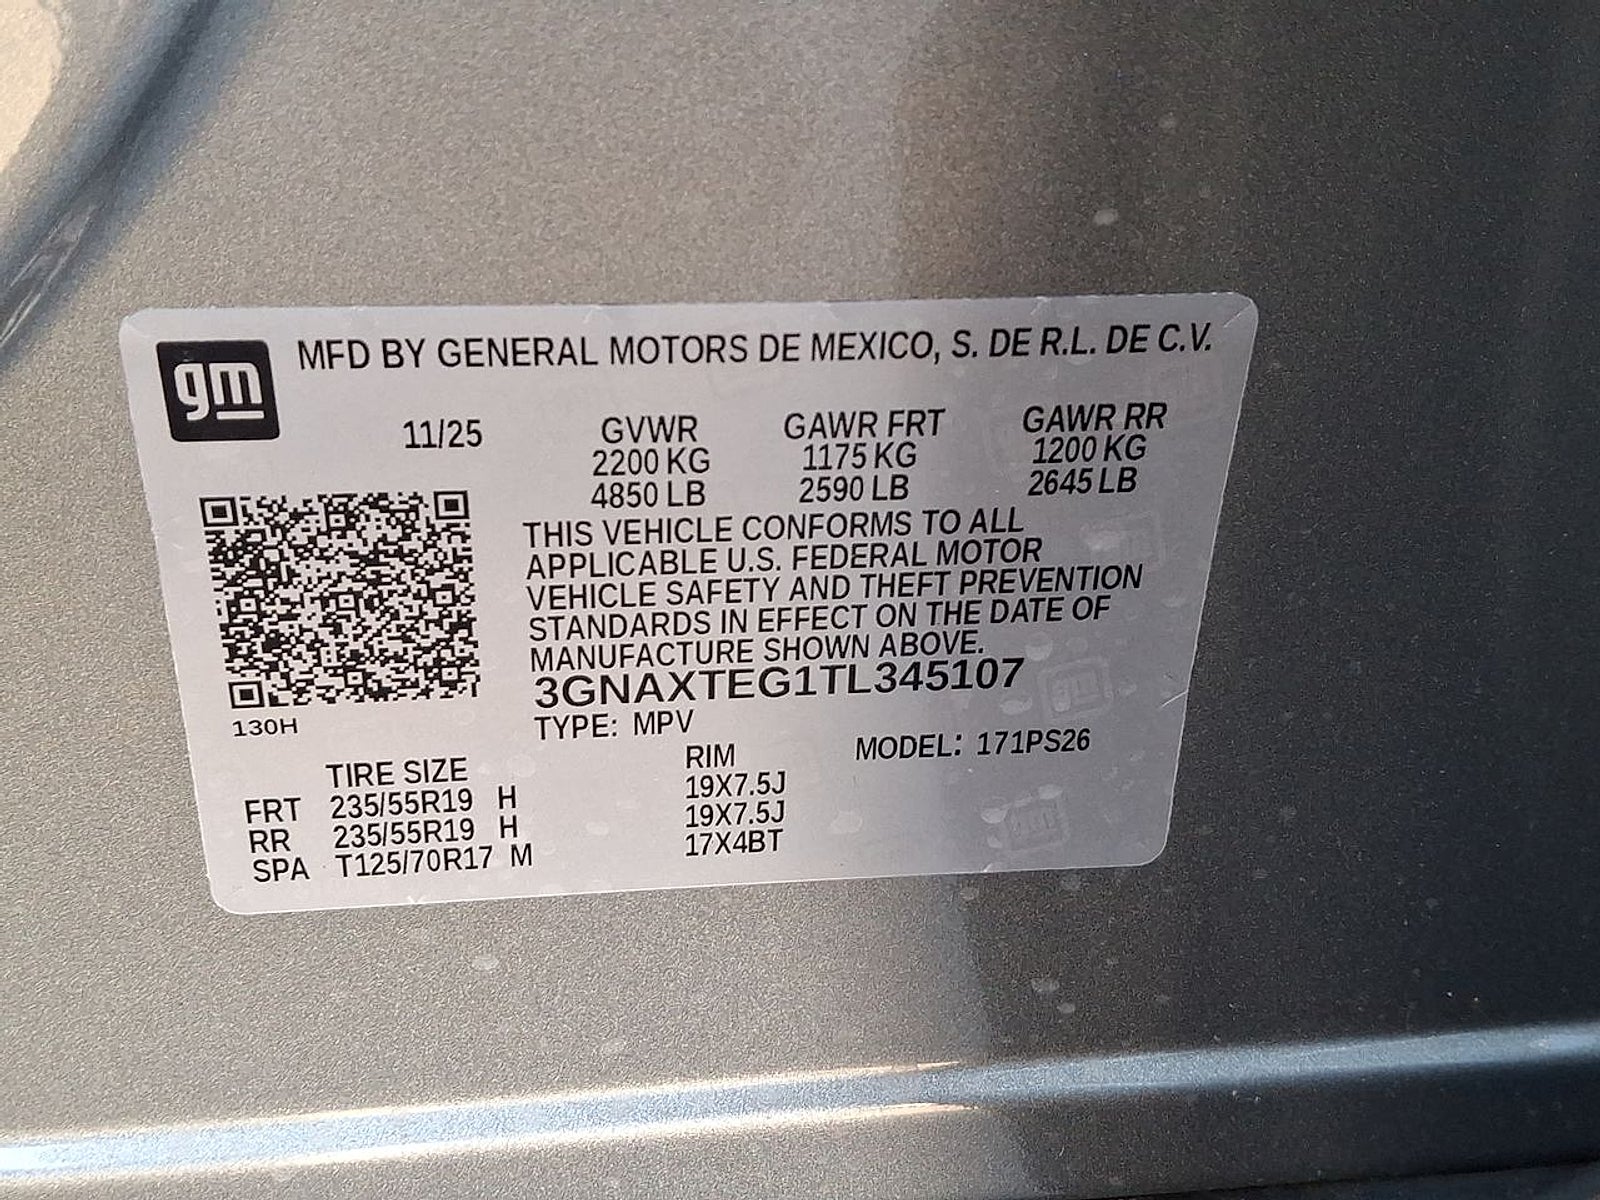 gm
MFD BY GENERAL MOTORS DE MEXICO, S. DE R.L. DE C.V.
11/25 GVWR GAWR FRT GAWR RR
2200 KG 1175 KG 1200 KG
4850 LB 2590 LB 2645 LB
THIS VEHICLE CONFORMS TO ALL
APPLICABLE U.S. FEDERAL MOTOR
VEHICLE SAFETY AND THEFT PREVENTION
STANDARDS IN EFFECT ON THE DATE OF
MANUFACTURE SHOWN ABOVE.
3GNAXTEG1TL345107
130H
TYPE: MPV
MODEL: 171PS26
TIRE SIZE RIM
FRT 235/55R19 H 19X7.5J
RR 235/55R19 H 19X7.5J
SPA T125/70R17 M 17X4BT